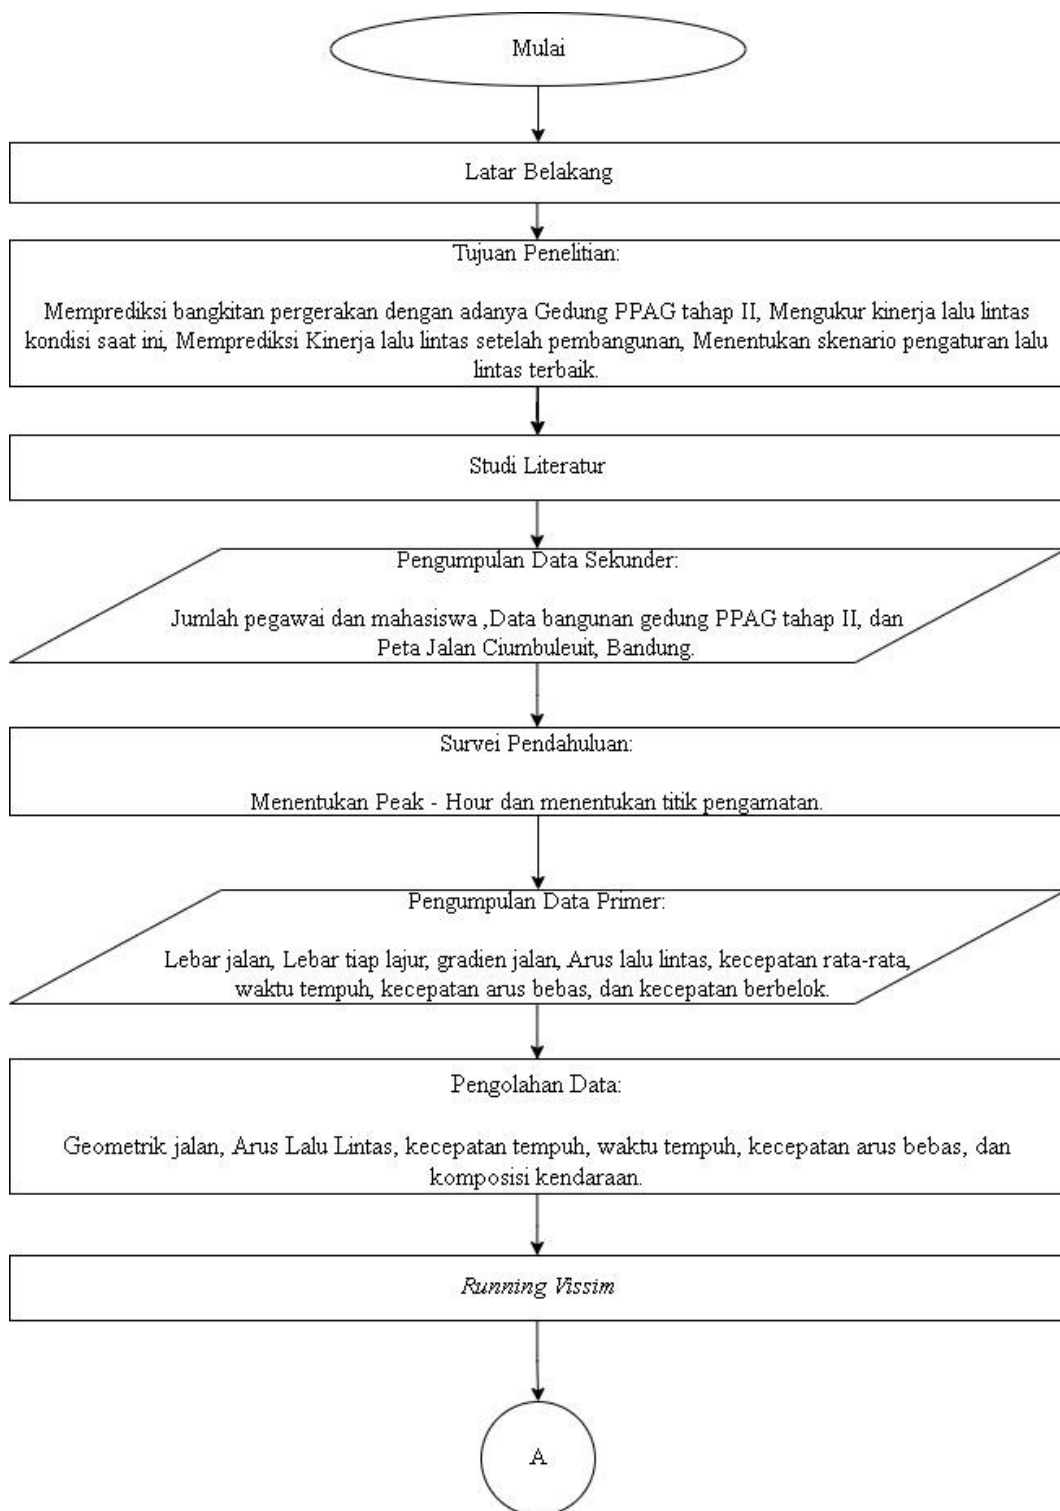 Mulai
Latar Belakang
Tujuan Penelitian:
Memprediksi bangkitan pergerakan dengan adanya Gedung PPAG tahap II, Mengukur kinerja lalu lintas
kondisi saat ini, Memprediksi Kinerja lalu lintas setelah pembangunan, Menentukan skenario pengaturan lalu
lintas terbaik.
Studi Literatur
Pengumpulan Data Sekunder:
Jumlah pegawai dan mahasiswa ,Data bangunan gedung PPAG tahap II, dan
Peta Jalan Ciumbuleuit, Bandung.
Survei Pendahuluan:
Menentukan Peak - Hour dan menentukan titik pengamatan.
Pengumpulan Data Primer:
Lebar jalan, Lebar tiap lajur, gradien jalan, Arus lalu lintas, kecepatan rata-rata,
waktu tempuh, kecepatan arus bebas, dan kecepatan berbelok.
Pengolahan Data:
Geometrik jalan, Arus Lalu Lintas, kecepatan tempuh, waktu tempuh, kecepatan arus bebas, dan
komposisi kendaraan.
Running Vissim
A